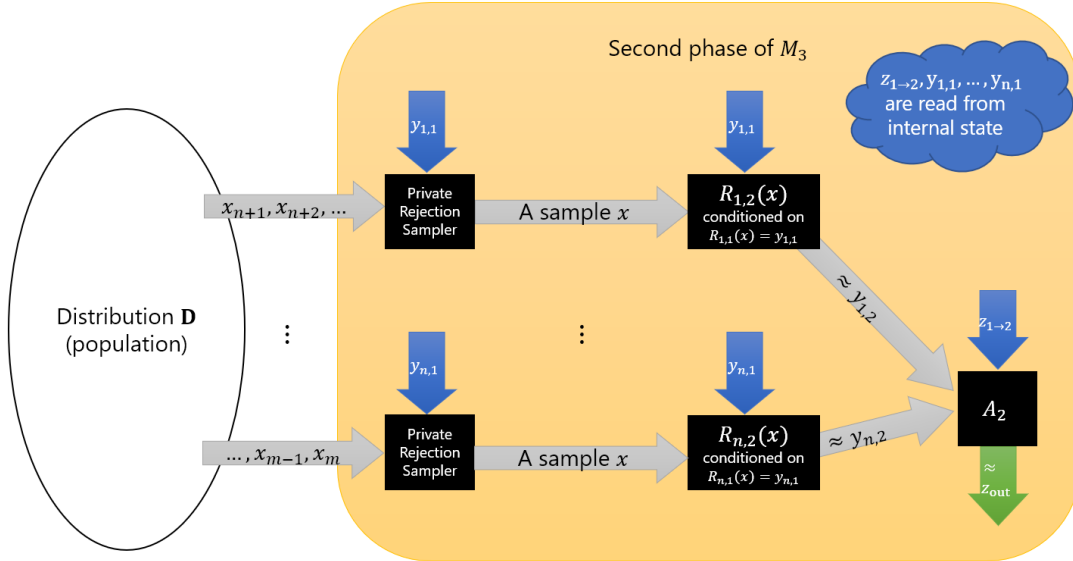 Second phase of M₃
z₁→₂, y₁,₁, ..., yₙ,₁
are read from
internal state
y₁,₁
y₁,₁
xₙ₊₁, xₙ₊₂, ...
Private
Rejection
Sampler
A sample x
R₁,₂(x)
conditioned on
R₁,₁(x) = y₁,₁
≈ y₁,₂
Distribution D
(population)
⋮
⋮
yₙ,₁
yₙ,₁
z₁→₂
A₂
..., xₘ₋₁, xₘ
Private
Rejection
Sampler
A sample x
Rₙ,₂(x)
conditioned on
Rₙ,₁(x) = yₙ,₁
≈ yₙ,₂
≈
z_out